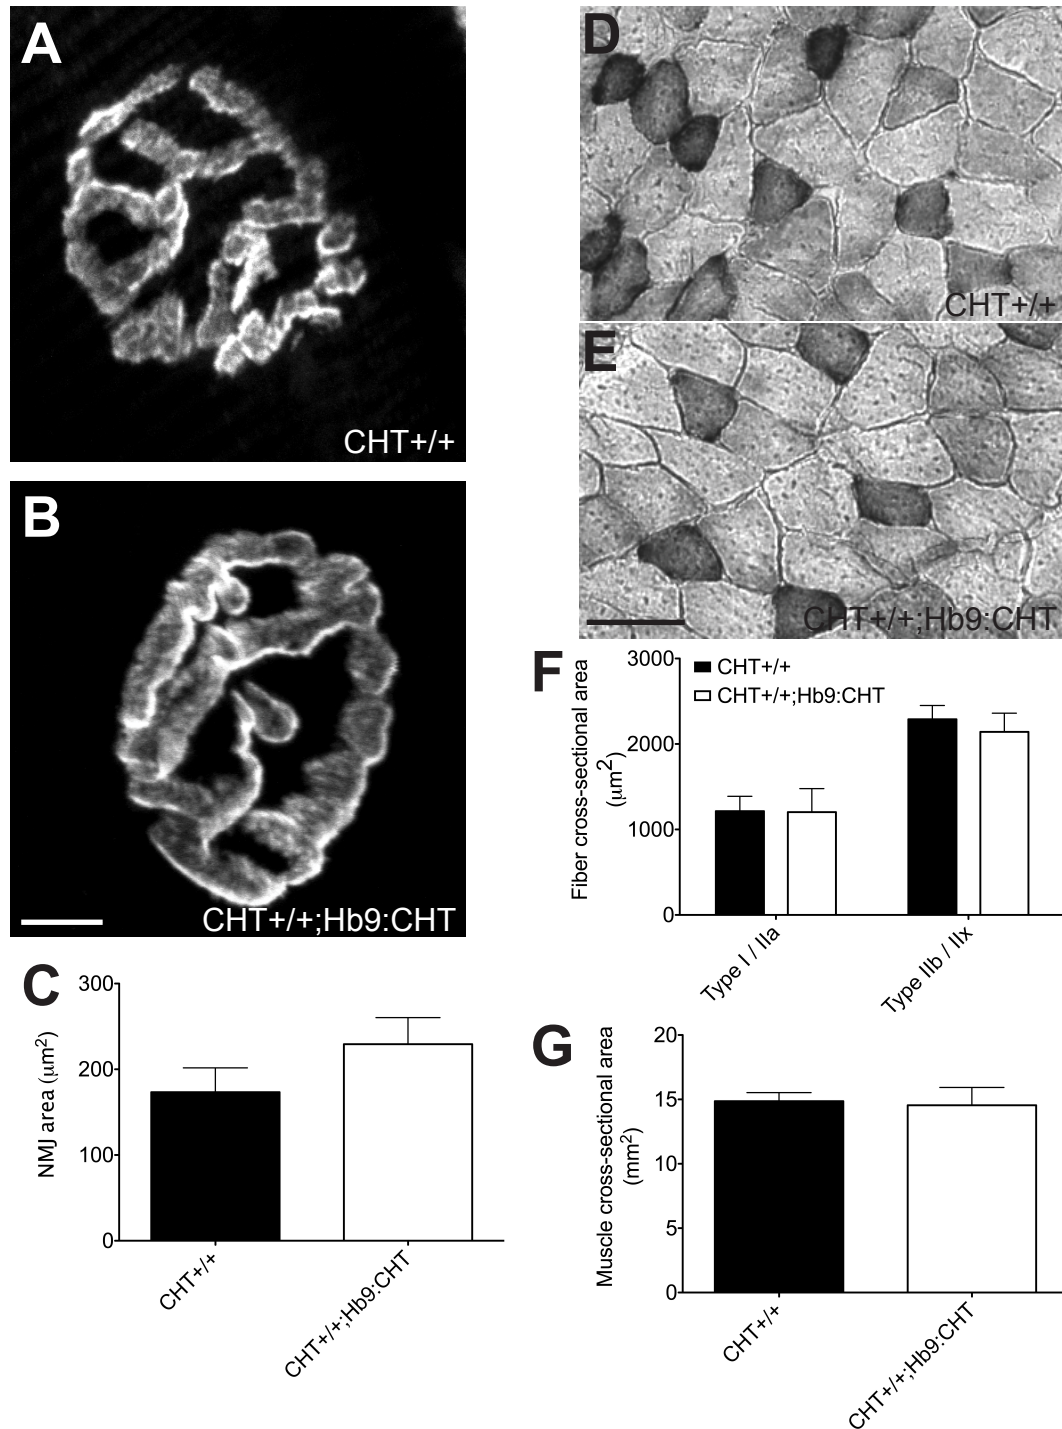 A
CHT+/+
B
CHT+/+;Hb9:CHT
C
300
200
100
0
NMJ area (μm²)
CHT+/+
CHT+/+;Hb9:CHT
D
CHT+/+
E
CHT+/+;Hb9:CHT
F
Fiber cross-sectional area
(μm²)
3000
2000
1000
0
CHT+/+
CHT+/+;Hb9:CHT
Type I / IIa
Type IIb / IIx
G
Muscle cross-sectional area
(mm²)
20
15
10
5
0
CHT+/+
CHT+/+;Hb9:CHT